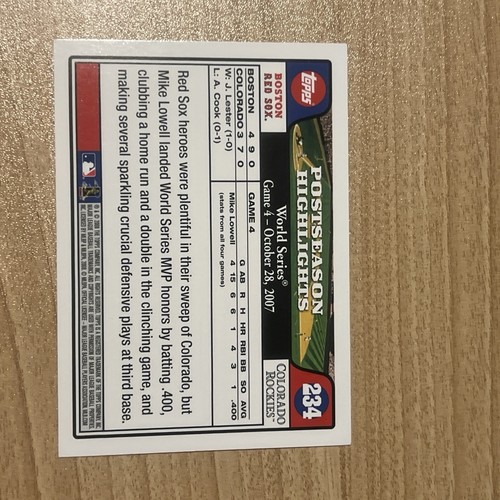 Topps
POSTSEASON
HIGHLIGHTS
234
BOSTON
RED SOX.
World Series®
Game 4 – October 28, 2007
COLORADO
ROCKIES™
BOSTON 4 9 0
COLORADO 3 7 0
W: J. Lester (1-0)
L: A. Cook (0-1)
GAME 4
G AB R H HR RBI BB SO AVG
Mike Lowell 4 15 6 6 1 4 3 1 .400
(stats from all four games)
Red Sox heroes were plentiful in their sweep of Colorado, but
Mike Lowell landed World Series MVP honors by batting .400,
clubbing a home run and a double in the clinching game, and
making several sparkling crucial defensive plays at third base.